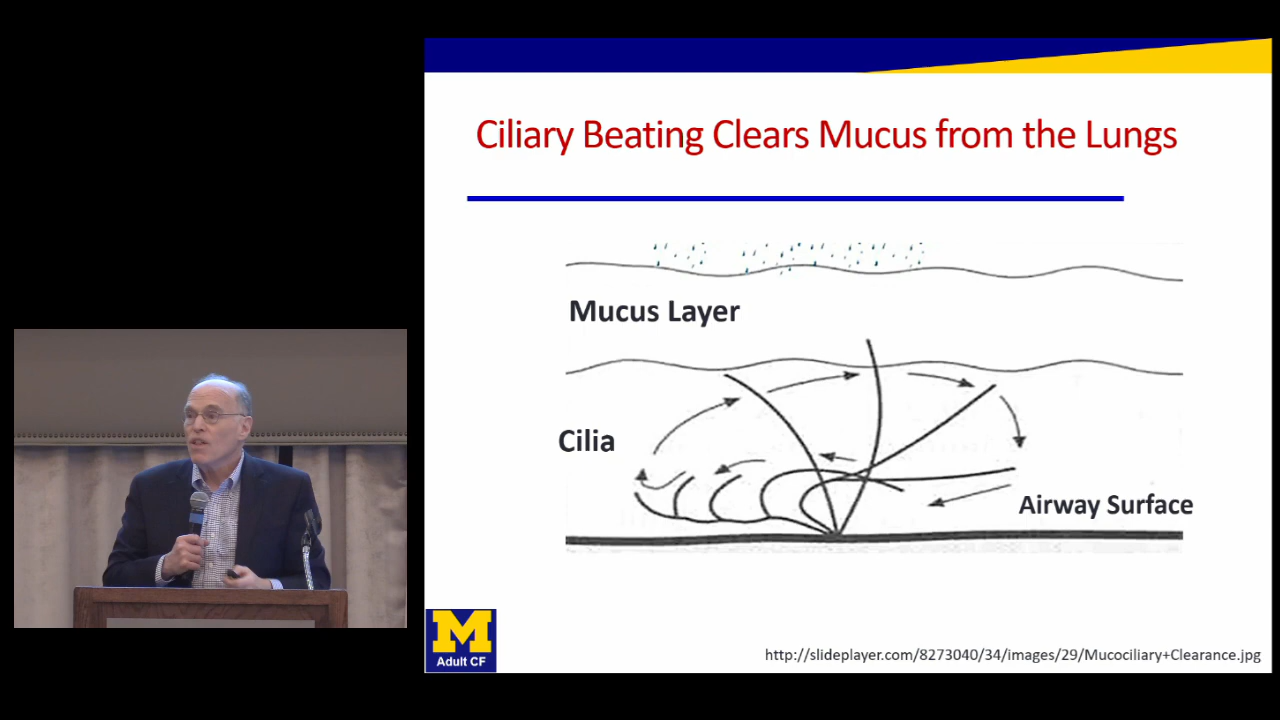 Ciliary Beating Clears Mucus from the Lungs
Mucus Layer
Cilia
Airway Surface
M
Adult CF
http://slideplayer.com/8273040/34/images/29/Mucociliary+Clearance.jpg